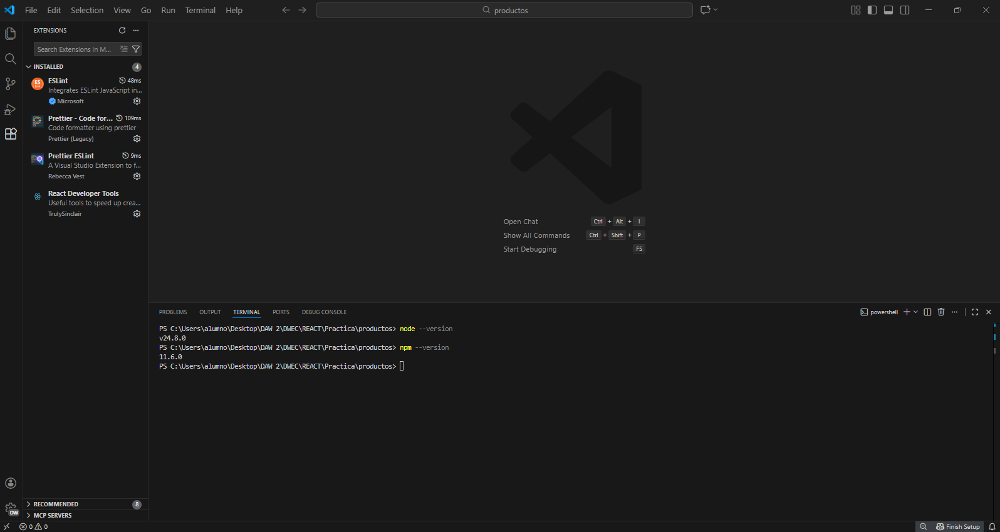 File Edit Selection View Go Run Terminal Help
productos
EXTENSIONS
Search Extensions in M...
INSTALLED 4
ES
Lint
ESLint 48ms
Integrates ESLint JavaScript in...
Microsoft
Prettier - Code for... 109ms
Code formatter using prettier
Prettier (Legacy)
Prettier ESLint 9ms
A Visual Studio Extension to f...
Rebecca Vest
React Developer Tools
Useful tools to speed up crea...
TrulySinclair
RECOMMENDED 8
MCP SERVERS
DW
Open Chat Ctrl + Alt + I
Show All Commands Ctrl + Shift + P
Start Debugging F5
PROBLEMS OUTPUT TERMINAL PORTS DEBUG CONSOLE
powershell
PS C:\Users\alumno\Desktop\DAW 2\DWEC\REACT\Practica\productos> node --version
v24.8.0
PS C:\Users\alumno\Desktop\DAW 2\DWEC\REACT\Practica\productos> npm --version
11.6.0
PS C:\Users\alumno\Desktop\DAW 2\DWEC\REACT\Practica\productos>
0 0
Finish Setup